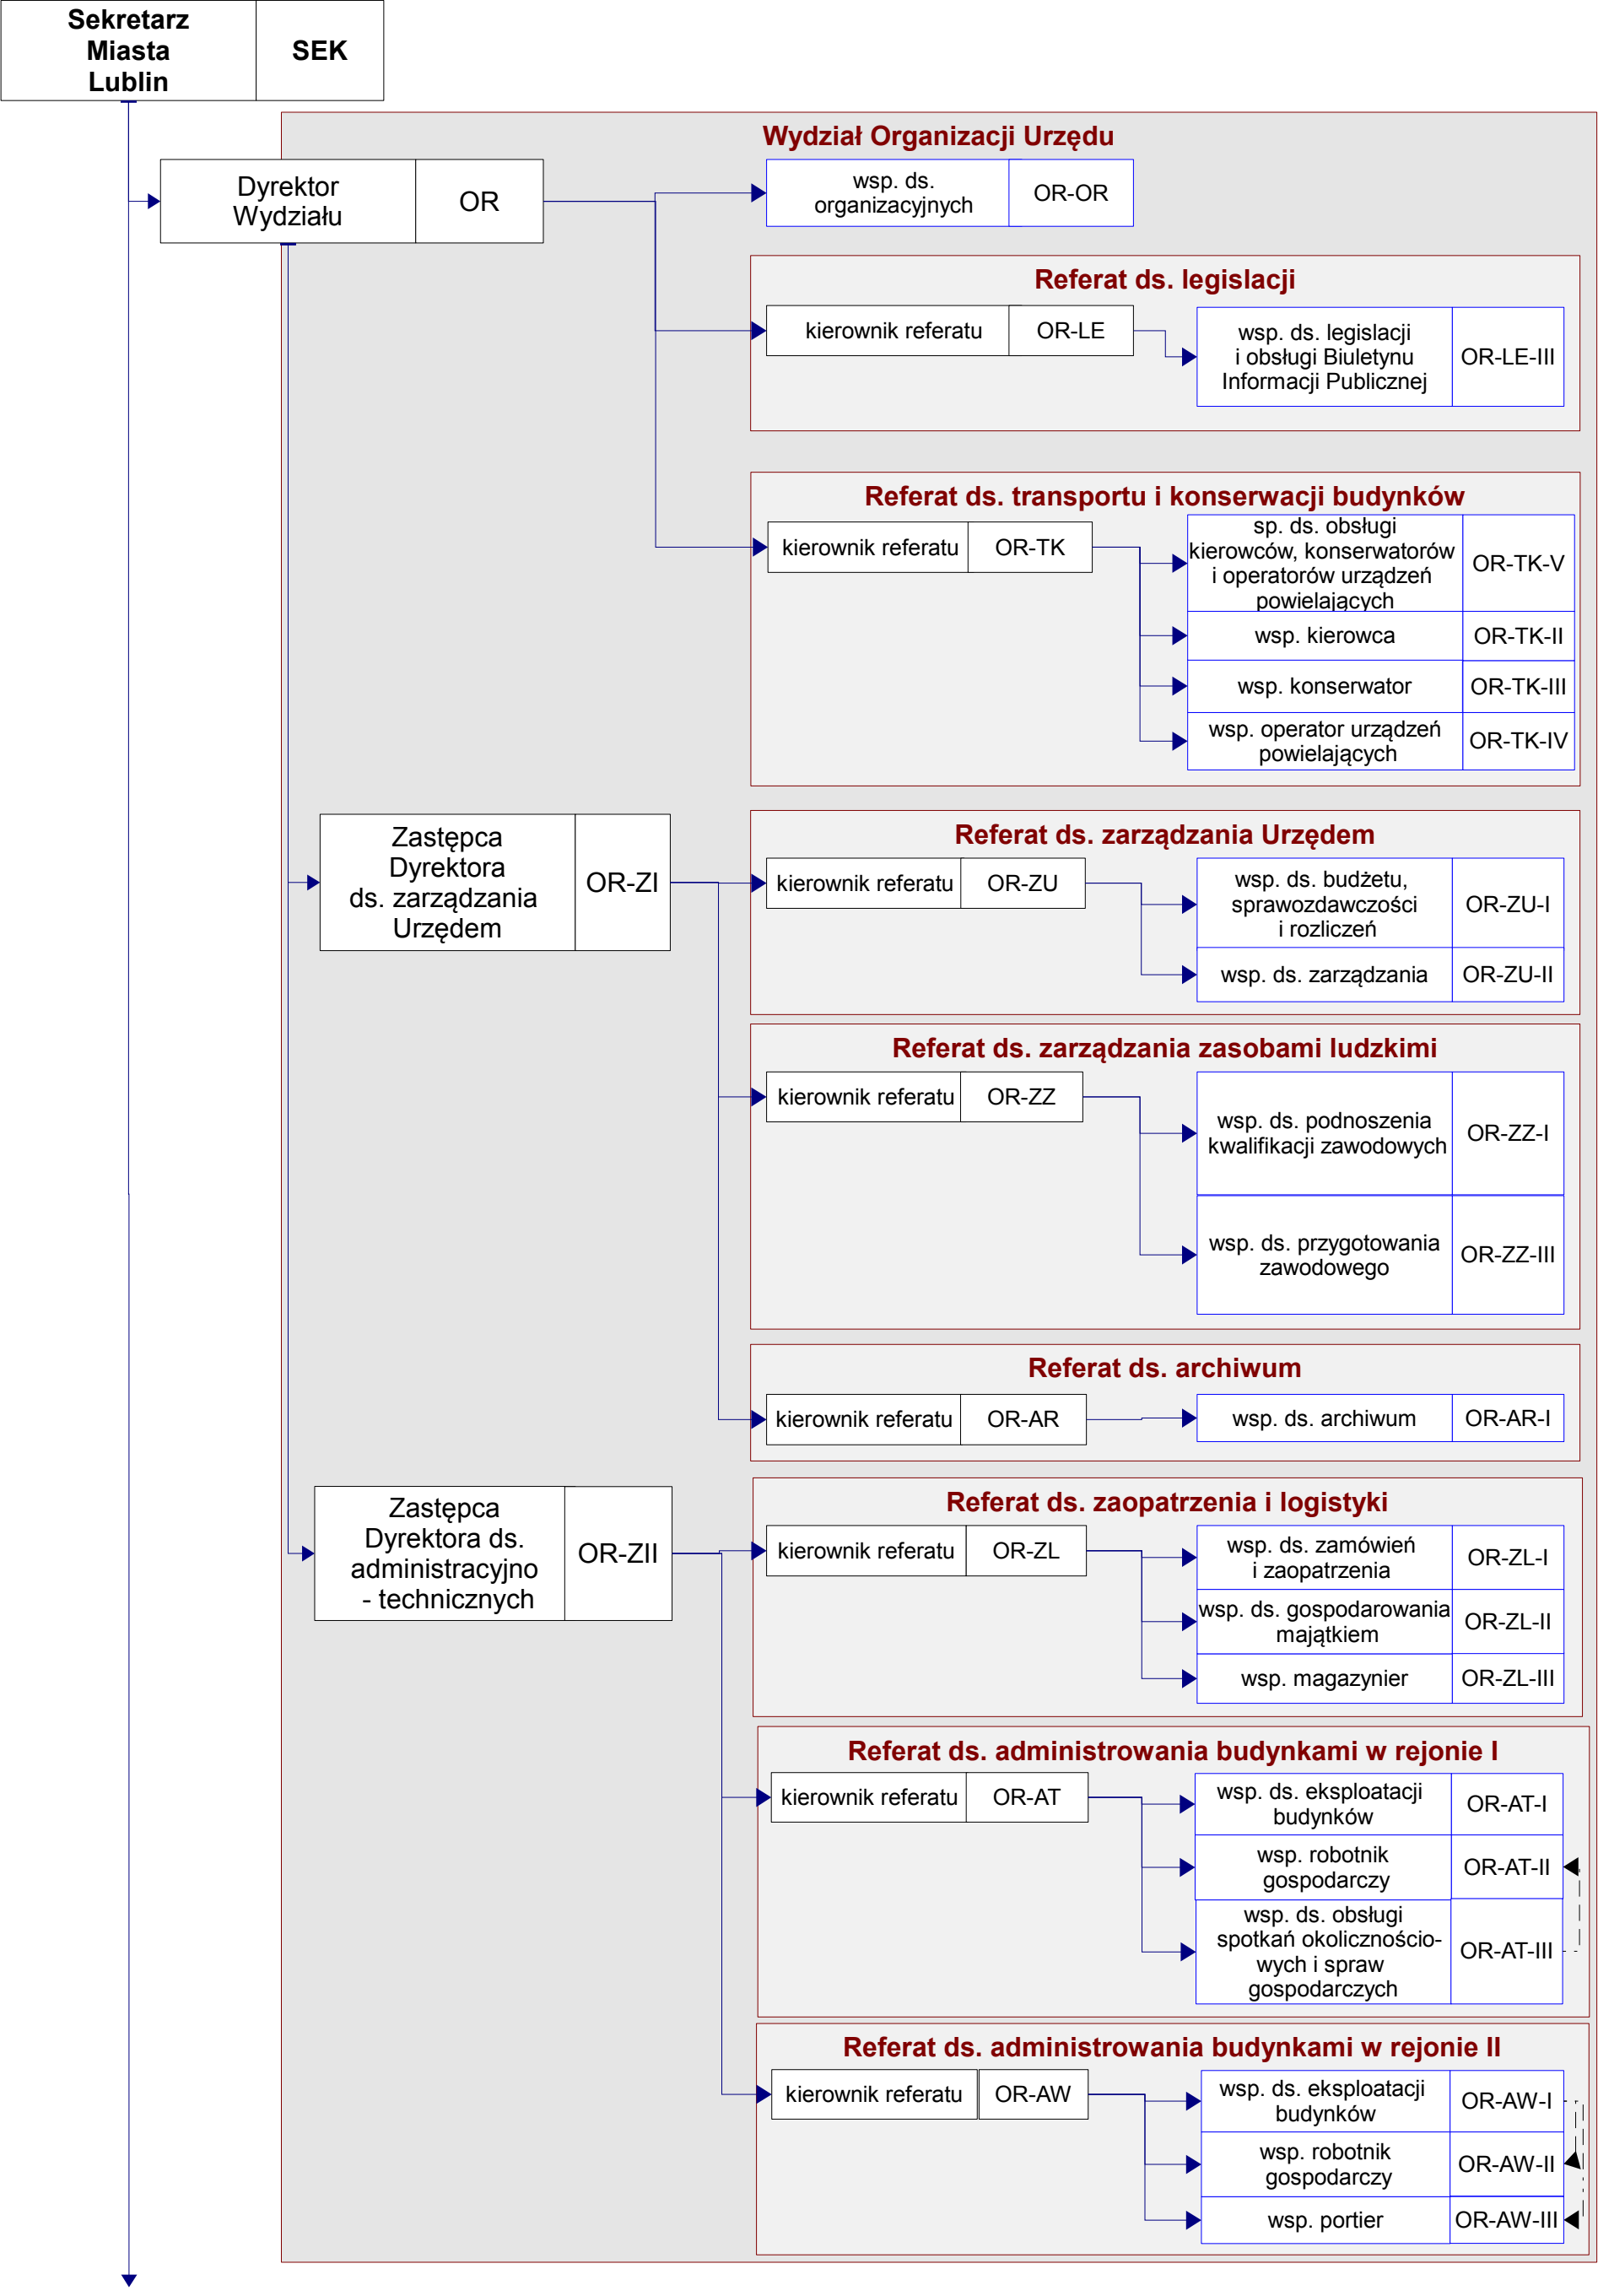 Sekretarz
Miasta
Lublin
SEK
Wydział Organizacji Urzędu
Dyrektor
Wydziału
OR
wsp. ds.
organizacyjnych
OR-OR
Referat ds. legislacji
kierownik referatu
OR-LE
wsp. ds. legislacji
i obsługi Biuletynu
Informacji Publicznej
OR-LE-III
Referat ds. transportu i konserwacji budynków
kierownik referatu
OR-TK
sp. ds. obsługi
kierowców, konserwatorów
i operatorów urządzeń
powielających
OR-TK-V
wsp. kierowca
OR-TK-II
wsp. konserwator
OR-TK-III
wsp. operator urządzeń
powielających
OR-TK-IV
Zastępca
Dyrektora
ds. zarządzania
Urzędem
OR-ZI
Referat ds. zarządzania Urzędem
kierownik referatu
OR-ZU
wsp. ds. budżetu,
sprawozdawczości
i rozliczeń
OR-ZU-I
wsp. ds. zarządzania
OR-ZU-II
Referat ds. zarządzania zasobami ludzkimi
kierownik referatu
OR-ZZ
wsp. ds. podnoszenia
kwalifikacji zawodowych
OR-ZZ-I
wsp. ds. przygotowania
zawodowego
OR-ZZ-III
Referat ds. archiwum
kierownik referatu
OR-AR
wsp. ds. archiwum
OR-AR-I
Zastępca
Dyrektora ds.
administracyjno
- technicznych
OR-ZII
Referat ds. zaopatrzenia i logistyki
kierownik referatu
OR-ZL
wsp. ds. zamówień
i zaopatrzenia
OR-ZL-I
wsp. ds. gospodarowania
majątkiem
OR-ZL-II
wsp. magazynier
OR-ZL-III
Referat ds. administrowania budynkami w rejonie I
kierownik referatu
OR-AT
wsp. ds. eksploatacji
budynków
OR-AT-I
wsp. robotnik
gospodarczy
OR-AT-II
wsp. ds. obsługi
spotkań okolicznościo-
wych i spraw
gospodarczych
OR-AT-III
Referat ds. administrowania budynkami w rejonie II
kierownik referatu
OR-AW
wsp. ds. eksploatacji
budynków
OR-AW-I
wsp. robotnik
gospodarczy
OR-AW-II
wsp. portier
OR-AW-III